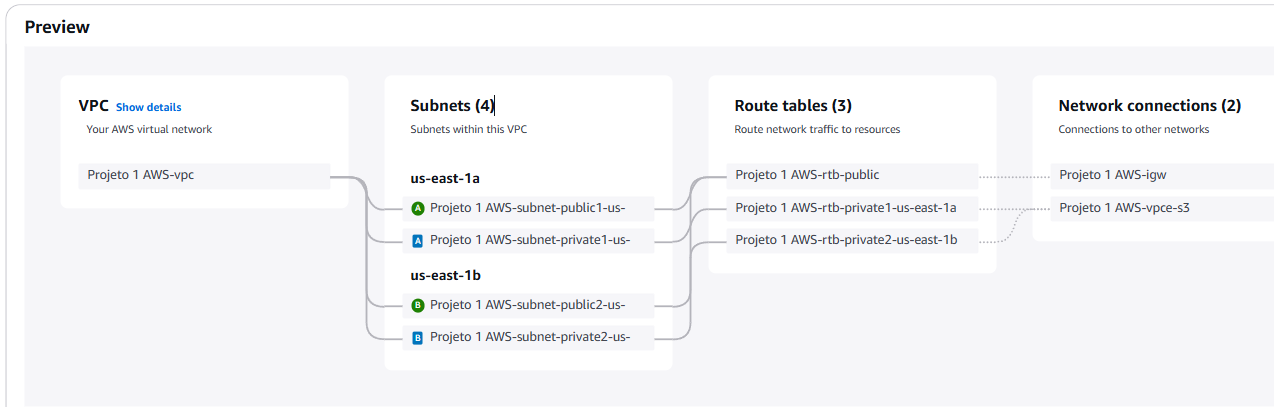 Preview
VPC Show details
Your AWS virtual network
Projeto 1 AWS-vpc
Subnets (4)
Subnets within this VPC
us-east-1a
A Projeto 1 AWS-subnet-public1-us-
A Projeto 1 AWS-subnet-private1-us-
us-east-1b
B Projeto 1 AWS-subnet-public2-us-
B Projeto 1 AWS-subnet-private2-us-
Route tables (3)
Route network traffic to resources
Projeto 1 AWS-rtb-public
Projeto 1 AWS-rtb-private1-us-east-1a
Projeto 1 AWS-rtb-private2-us-east-1b
Network connections (2)
Connections to other networks
Projeto 1 AWS-igw
Projeto 1 AWS-vpce-s3